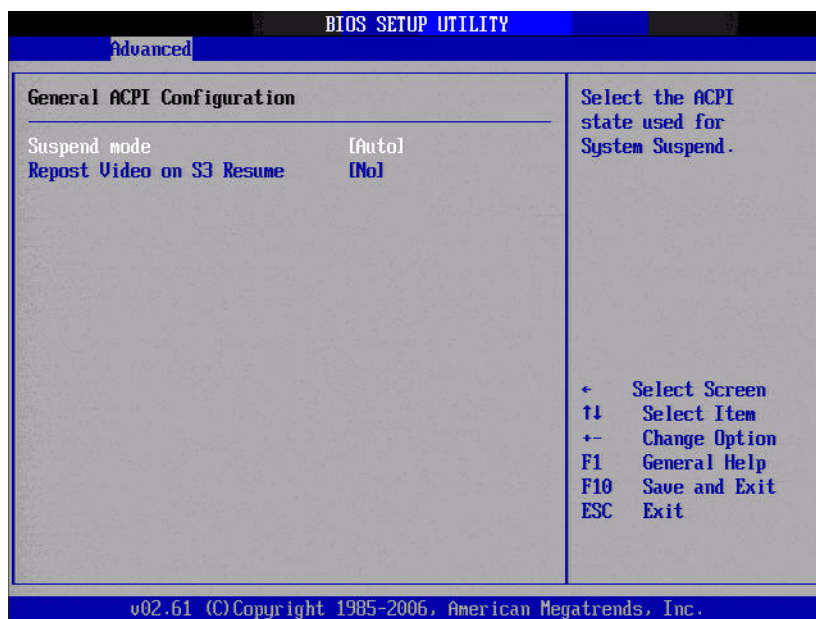 BIOS SETUP UTILITY
Advanced
General ACPI Configuration
Suspend mode [Auto]
Repost Video on S3 Resume [No]
Select the ACPI
state used for
System Suspend.
← Select Screen
↑↓ Select Item
+- Change Option
F1 General Help
F10 Save and Exit
ESC Exit
v02.61 (C)Copyright 1985-2006, American Megatrends, Inc.